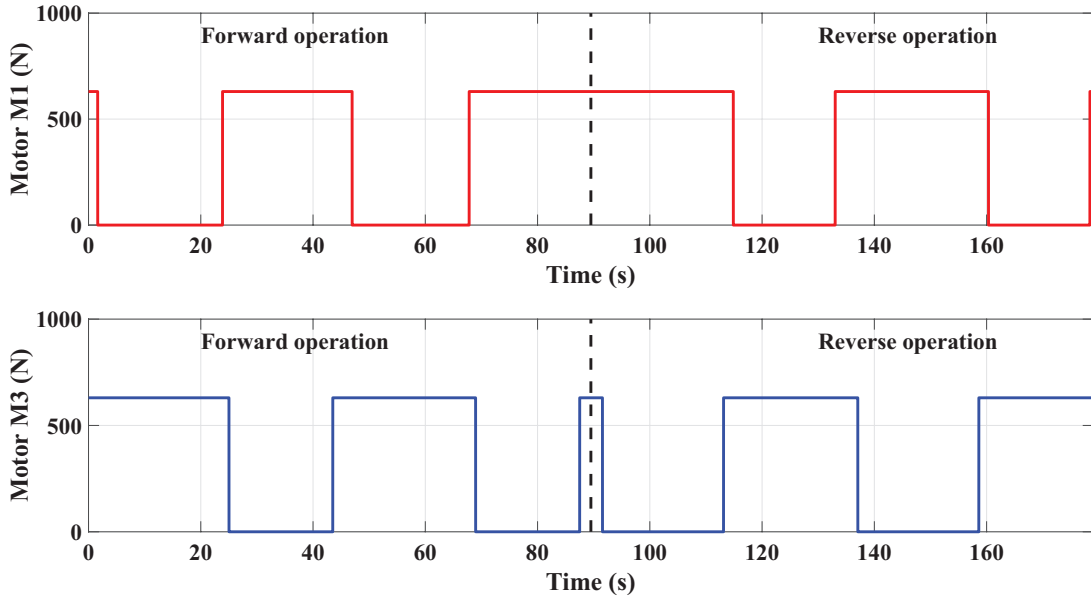 1000
Forward operation Reverse operation
500
Motor M1 (N)
0
0 20 40 60 80 100 120 140 160
Time (s)
1000
Forward operation Reverse operation
500
Motor M3 (N)
0
0 20 40 60 80 100 120 140 160
Time (s)